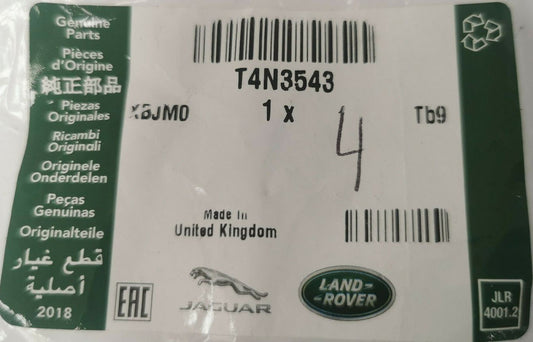 Genuine
Parts
Pièces
d'Origine
純正部品
Piezas
Originales
Ricambi
Originali
Originele
Onderdelen
Peças
Genuinas
Originalteile
قطع غيار
أصلية
2018
T4N3543
XBJM0
1 x
4
Tb9
Made in
United Kingdom
EAC
JAGUAR
LAND-
-ROVER
JLR
4001.2